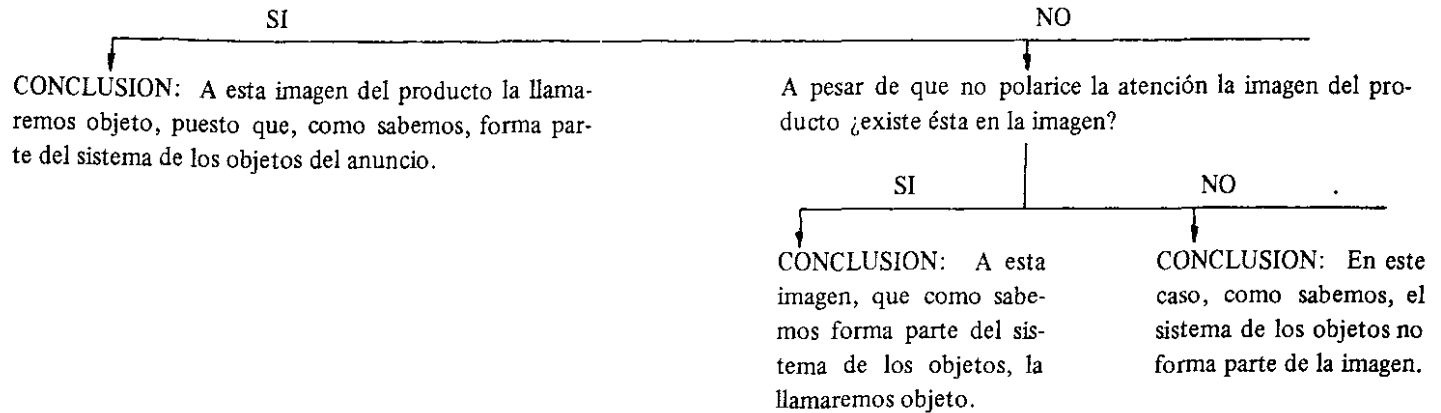 SI
NO
CONCLUSION: A esta imagen del producto la llama-
remos objeto, puesto que, como sabemos, forma par-
te del sistema de los objetos del anuncio.
A pesar de que no polarice la atención la imagen del pro-
ducto ¿existe ésta en la imagen?
SI
NO
CONCLUSION: A esta
imagen, que como sabe-
mos forma parte del sis-
tema de los objetos, la
llamaremos objeto.
CONCLUSION: En este
caso, como sabemos, el
sistema de los objetos no
forma parte de la imagen.